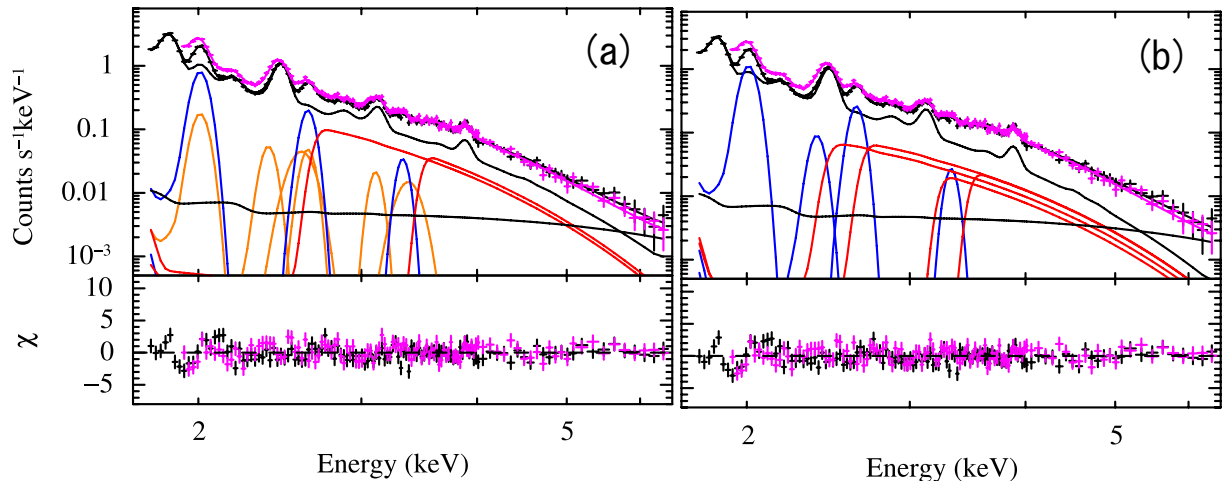 (a)
(b)
Counts s⁻¹keV⁻¹
1
0.1
0.01
10⁻³
χ
10
5
0
−5
2
5
2
5
Energy (keV)
Energy (keV)